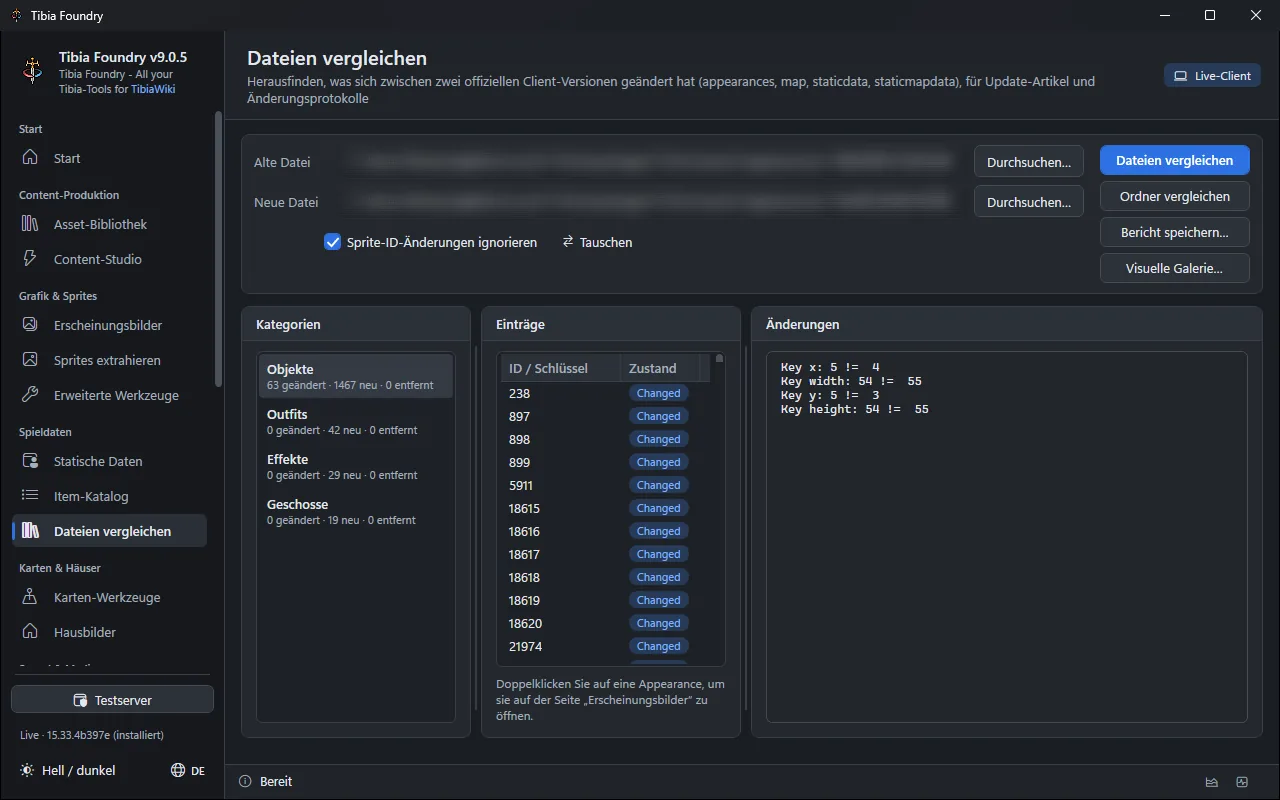 Tibia Foundry
Tibia Foundry v9.0.5
Tibia Foundry - All your
Tibia-Tools for TibiaWiki
Start
Start
Content-Produktion
Asset-Bibliothek
Content-Studio
Grafik & Sprites
Erscheinungsbilder
Sprites extrahieren
Erweiterte Werkzeuge
Spieldaten
Statische Daten
Item-Katalog
Dateien vergleichen
Karten & Häuser
Karten-Werkzeuge
Hausbilder
Testserver
Live · 15.33.4b397e (installiert)
Hell / dunkel
DE
Dateien vergleichen
Herausfinden, was sich zwischen zwei offiziellen Client-Versionen geändert hat (appearances, map, staticdata, staticmapdata), für Update-Artikel und
Änderungsprotokolle
Live-Client
Alte Datei
Durchsuchen...
Neue Datei
Durchsuchen...
Sprite-ID-Änderungen ignorieren
Tauschen
Dateien vergleichen
Ordner vergleichen
Bericht speichern...
Visuelle Galerie...
Kategorien
Objekte
63 geändert · 1467 neu · 0 entfernt
Outfits
0 geändert · 42 neu · 0 entfernt
Effekte
0 geändert · 29 neu · 0 entfernt
Geschosse
0 geändert · 19 neu · 0 entfernt
Einträge
ID / Schlüssel Zustand
238 Changed
897 Changed
898 Changed
899 Changed
5911 Changed
18615 Changed
18616 Changed
18617 Changed
18618 Changed
18619 Changed
18620 Changed
21974 Changed
Doppelklicken Sie auf eine Appearance, um
sie auf der Seite „Erscheinungsbilder“ zu
öffnen.
Änderungen
Key x: 5 !=  4
Key width: 54 !=  55
Key y: 5 !=  3
Key height: 54 !=  55
Bereit